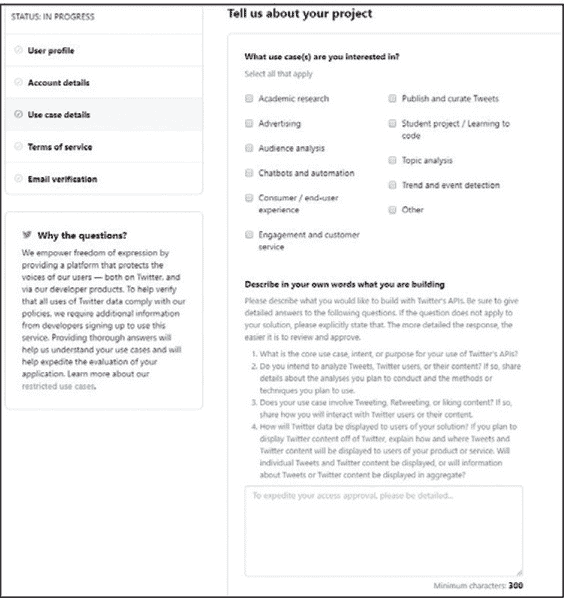 STATUS: IN PROGRESS
User profile
Account details
Use case details
Terms of service
Email verification
Why the questions?
We empower freedom of expression by
providing a platform that protects the
voices of our users — both on Twitter, and
via our developer products. To help verify
that all uses of Twitter data comply with our
policies, we require additional information
from developers signing up to use this
service. Providing thorough answers will
help us understand your use cases and will
help expedite the evaluation of your
application. Learn more about our
restricted use cases.
Tell us about your project
What use case(s) are you interested in?
Select all that apply
Academic research
Advertising
Audience analysis
Chatbots and automation
Consumer / end-user
experience
Engagement and customer
service
Publish and curate Tweets
Student project / Learning to
code
Topic analysis
Trend and event detection
Other
Describe in your own words what you are building
Please describe what you would like to build with Twitter's APIs. Be sure to give
detailed answers to the following questions. If the question does not apply to
your solution, please explicitly state that. The more detailed the response, the
easier it is to review and approve.
1. What is the core use case, intent, or purpose for your use of Twitter's APIs?
2. Do you intend to analyze Tweets, Twitter users, or their content? If so, share
details about the analyses you plan to conduct and the methods or
techniques you plan to use.
3. Does your use case involve Tweeting, Retweeting, or liking content? If so,
share how you will interact with Twitter users or their content.
4. How will Twitter data be displayed to users of your solution? If you plan to
display Twitter content off of Twitter, explain how and where Tweets and
Twitter content will be displayed to users of your product or service. Will
individual Tweets and Twitter content be displayed, or will information
about Tweets or Twitter content be displayed in aggregate?
To expedite your access approval, please be detailed...
Minimum characters: 300